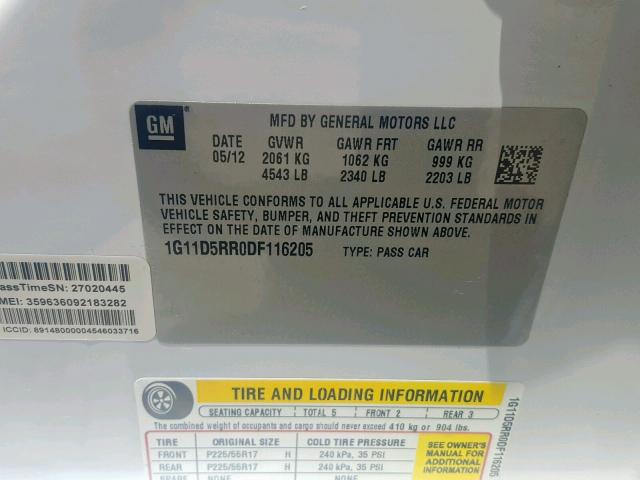 GM
MFD BY GENERAL MOTORS LLC
DATE GVWR GAWR FRT GAWR RR
05/12 2061 KG 1062 KG 999 KG
4543 LB 2340 LB 2203 LB
THIS VEHICLE CONFORMS TO ALL APPLICABLE U.S. FEDERAL MOTOR
VEHICLE SAFETY, BUMPER, AND THEFT PREVENTION STANDARDS IN
EFFECT ON THE DATE OF MANUFACTURE SHOWN ABOVE.
1G11D5RR0DF116205 TYPE: PASS CAR
assTimeSN: 27020445
MEI: 359636092183282
ICCID: 89148000004546033716
TIRE AND LOADING INFORMATION
SEATING CAPACITY TOTAL 5 FRONT 2 REAR 3
The combined weight of occupants and cargo should never exceed 410 kg or 904 lbs.
TIRE ORIGINAL SIZE COLD TIRE PRESSURE
FRONT P225/55R17 H 240 kPa, 35 PSI
REAR P225/55R17 H 240 kPa, 35 PSI
SPARE NONE NONE
SEE OWNER'S
MANUAL FOR
ADDITIONAL
1G11D5RR0DF116205